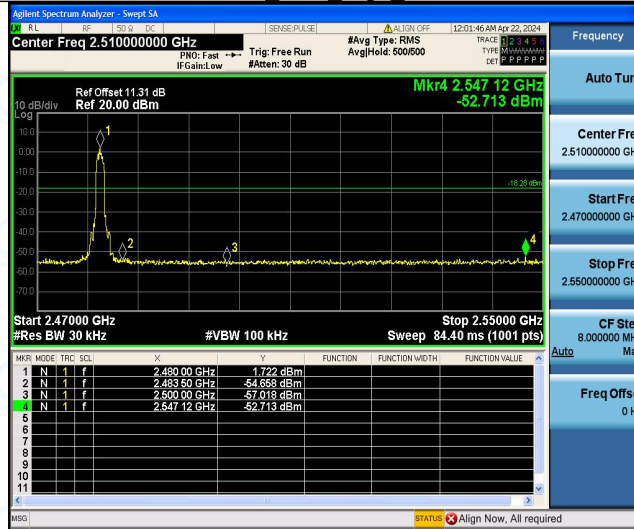 Agilent Spectrum Analyzer - Swept SA
LXI RL RF 50 Ω DC SENSE:PULSE ALIGN OFF 12:01:46 AM Apr 22, 2024
Center Freq 2.510000000 GHz
PNO: Fast
IFGain:Low
Trig: Free Run
#Atten: 30 dB
#Avg Type: RMS
Avg|Hold: 500/500
TRACE 1 2 3 4 5 6
TYPE M
DET P P P P P P
Frequency
Mkr4 2.547 12 GHz
-52.713 dBm
Ref Offset 11.31 dB
10 dB/div Ref 20.00 dBm
Log
10.0
0.00
-10.0
-20.0
-30.0
-40.0
-50.0
-60.0
-70.0
1
2
3
4
-18.28 dBm
Start 2.47000 GHz
Stop 2.55000 GHz
#Res BW 30 kHz #VBW 100 kHz Sweep 84.40 ms (1001 pts)
MKR MODE TRC SCL X Y FUNCTION FUNCTION WIDTH FUNCTION VALUE
1 N 1 f 2.480 00 GHz 1.722 dBm
2 N 1 f 2.483 50 GHz -54.658 dBm
3 N 1 f 2.500 00 GHz -57.018 dBm
4 N 1 f 2.547 12 GHz -52.713 dBm
5
6
7
8
9
10
11
Auto Tun
Center Fre
2.510000000 GH
Start Fre
2.470000000 GH
Stop Fre
2.550000000 GH
CF Ste
8.000000 MH
Auto Ma
Freq Offse
0 H
MSG STATUS Align Now, All required